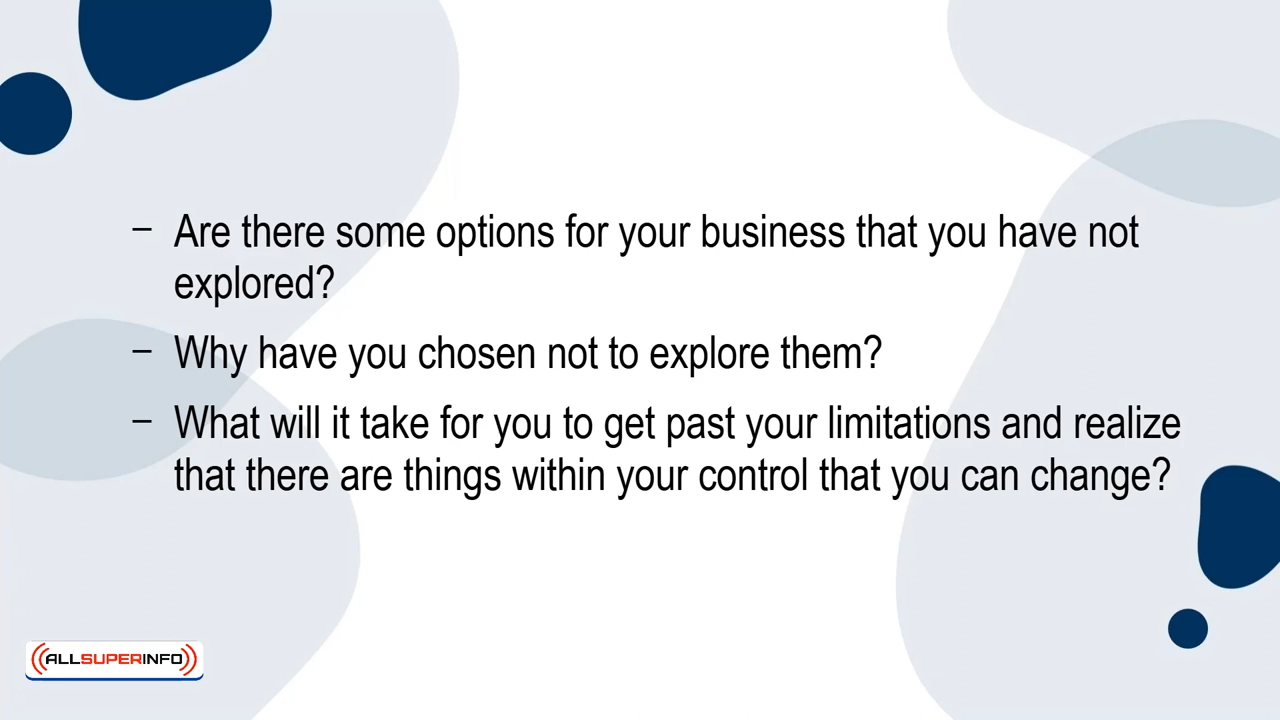 – Are there some options for your business that you have not
explored?
– Why have you chosen not to explore them?
– What will it take for you to get past your limitations and realize
that there are things within your control that you can change?
ALLSUPERINFO